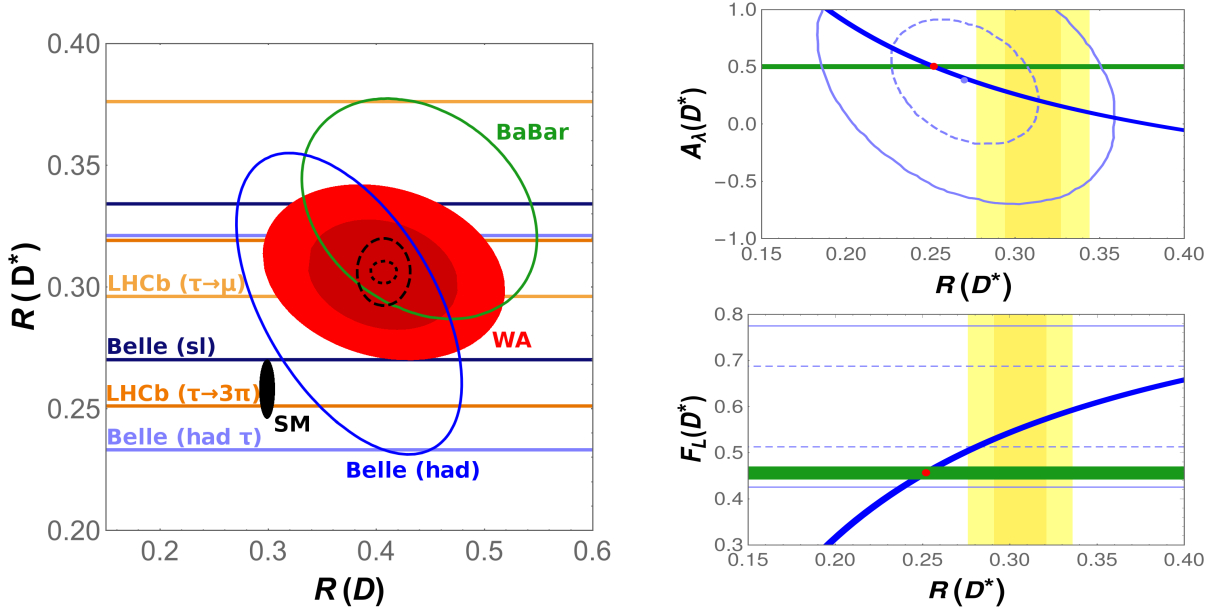 0.40
0.35
0.30
0.25
0.20
R(D*)
BaBar
LHCb (τ→μ)
WA
Belle (sl)
LHCb (τ→3π)
SM
Belle (had τ)
Belle (had)
0.2 0.3 0.4 0.5 0.6
R(D)
1.0
0.5
0.0
-0.5
-1.0
Aλ(D*)
0.15 0.20 0.25 0.30 0.35 0.40
R(D*)
0.8
0.7
0.6
0.5
0.4
0.3
FL(D*)
0.15 0.20 0.25 0.30 0.35 0.40
R(D*)